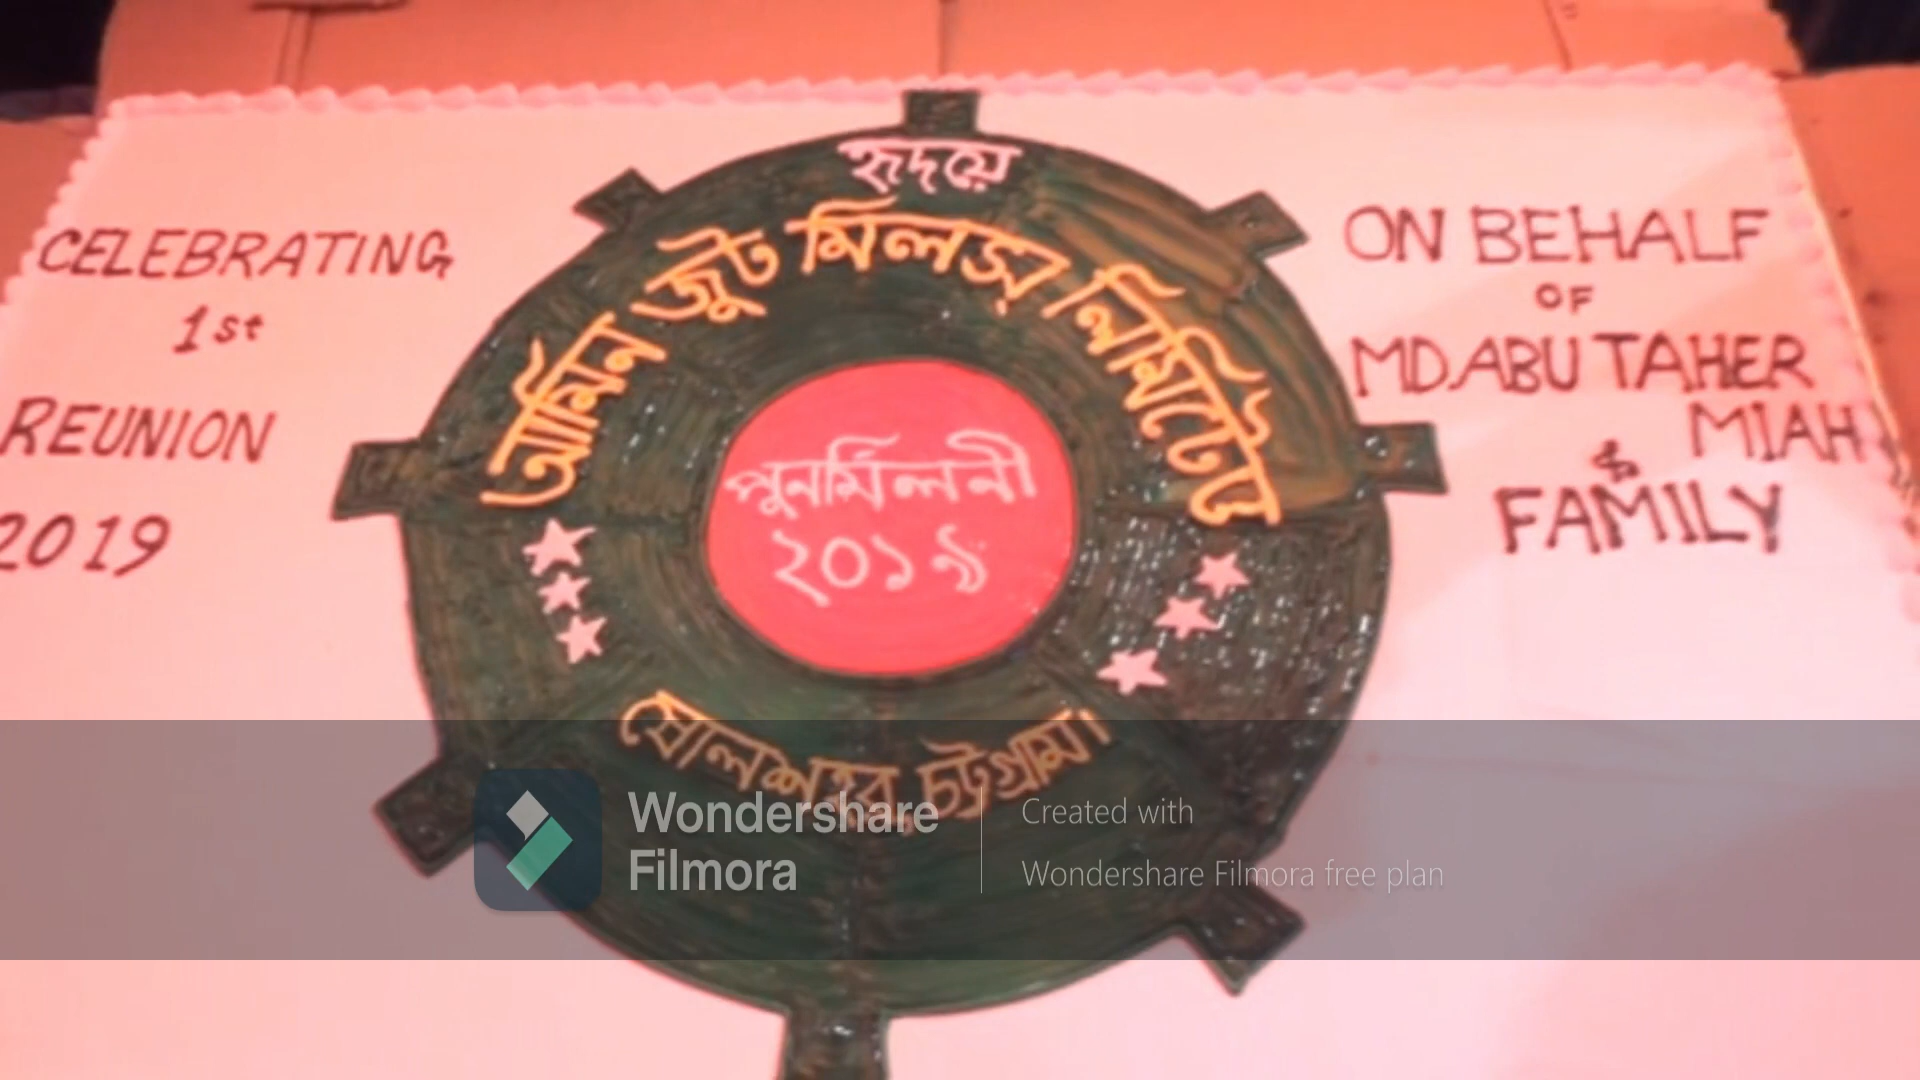 CELEBRATING
1st
REUNION
2019
হৃদয়ে
আমিন জুট মিলস্ লিমিটেড
পুনর্মিলনী
২০১৯
ষোলশহর, চট্টগ্রাম।
ON BEHALF
OF
MD.ABU TAHER
MIAH
&
FAMILY
Wondershare
Filmora
Created with
Wondershare Filmora free plan